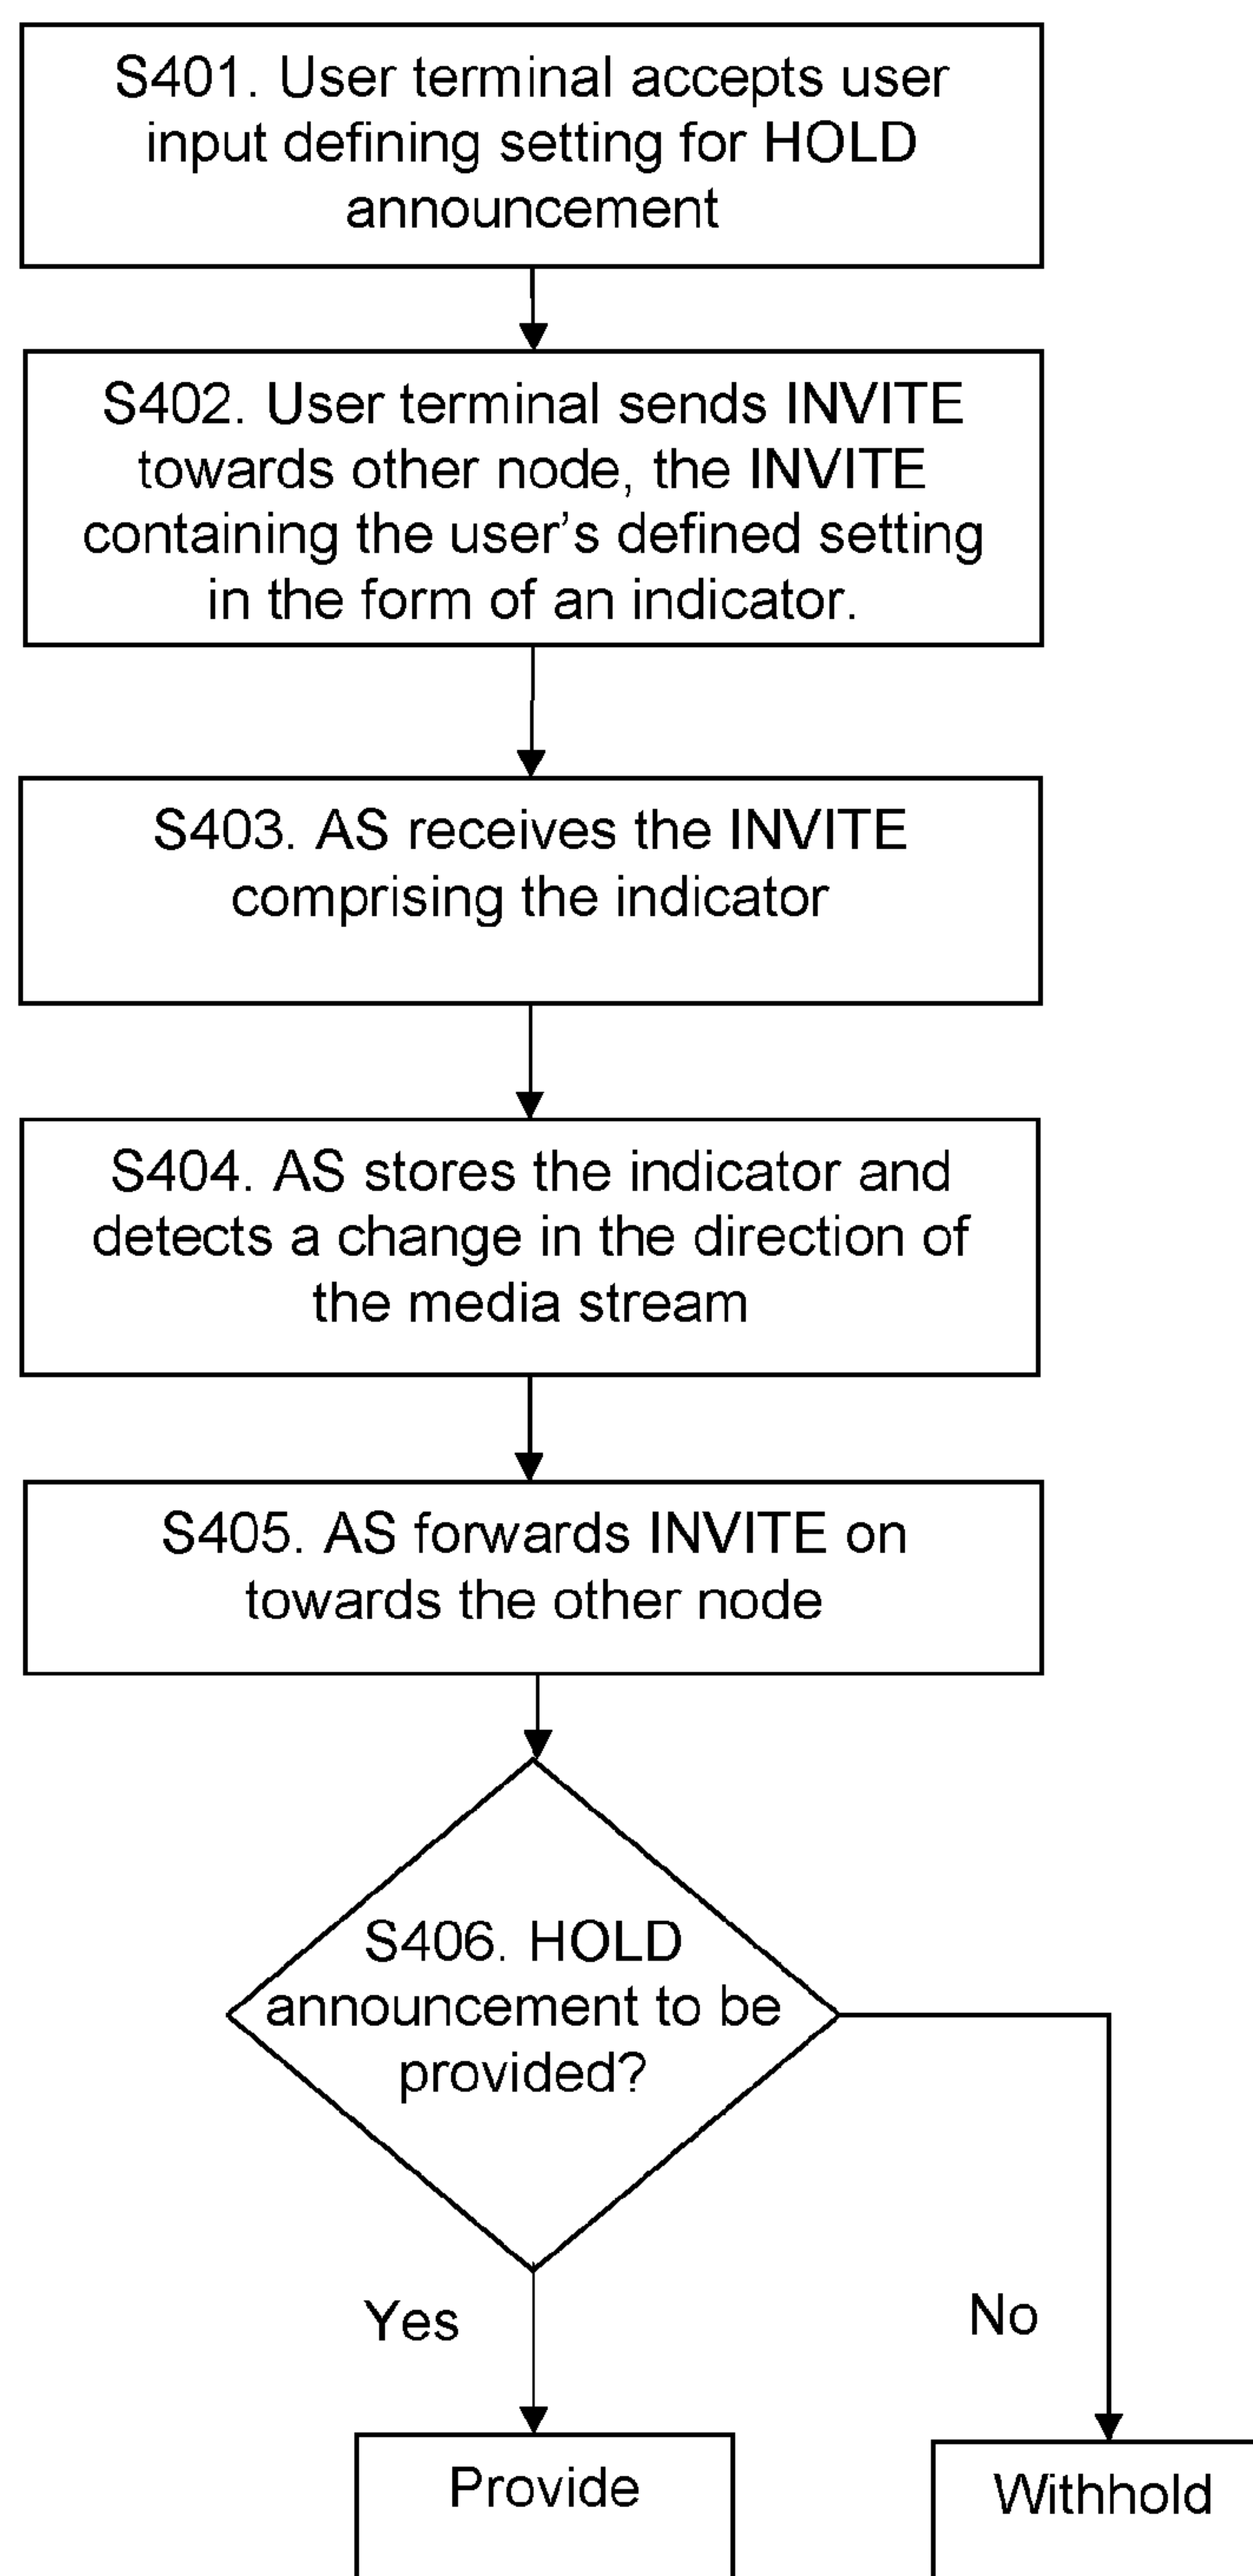 S401. User terminal accepts user
input defining setting for HOLD
announcement
S402. User terminal sends INVITE
towards other node, the INVITE
containing the user's defined setting
in the form of an indicator.
S403. AS receives the INVITE
comprising the indicator
S404. AS stores the indicator and
detects a change in the direction of
the media stream
S405. AS forwards INVITE on
towards the other node
S406. HOLD
announcement to be
provided?
Yes
No
Provide
Withhold